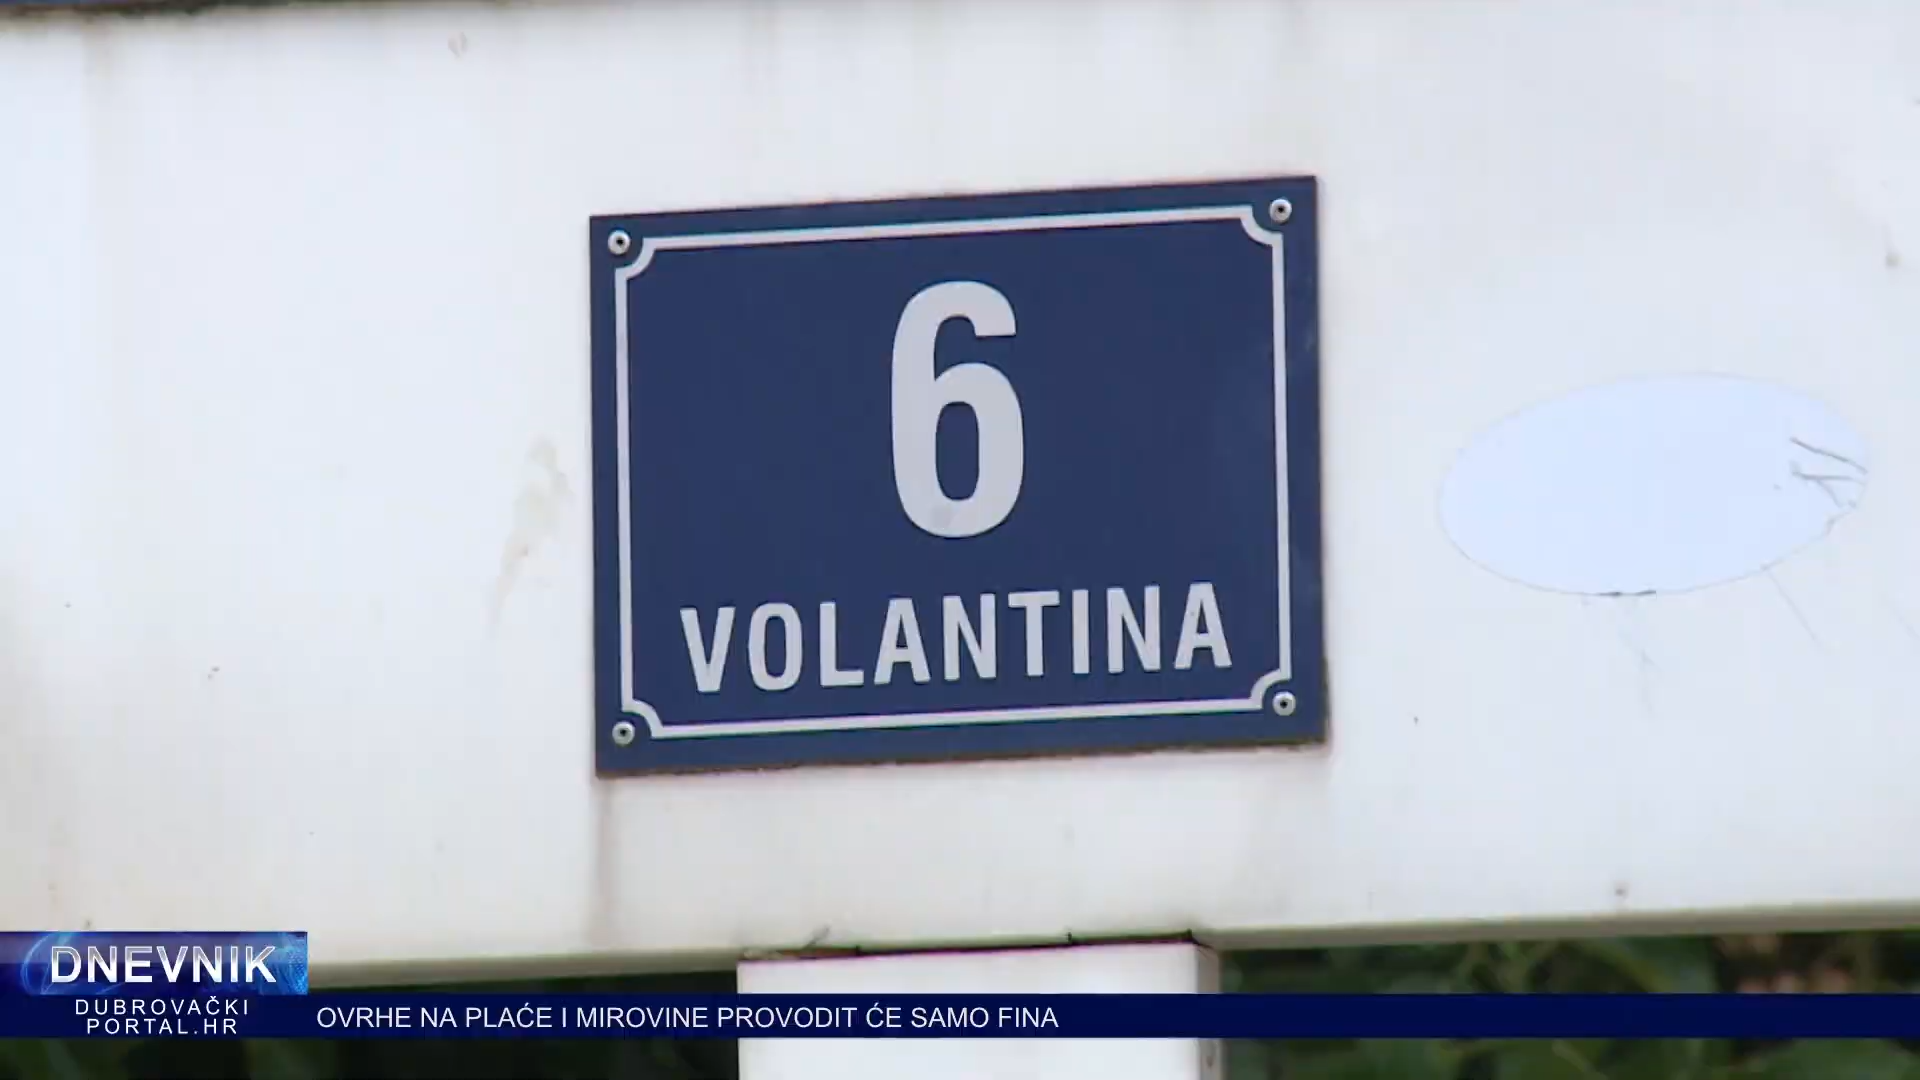 6
VOLANTINA
DNEVNIK
DUBROVAČKI
PORTAL.HR
OVRHE NA PLAĆE I MIROVINE PROVODIT ĆE SAMO FINA